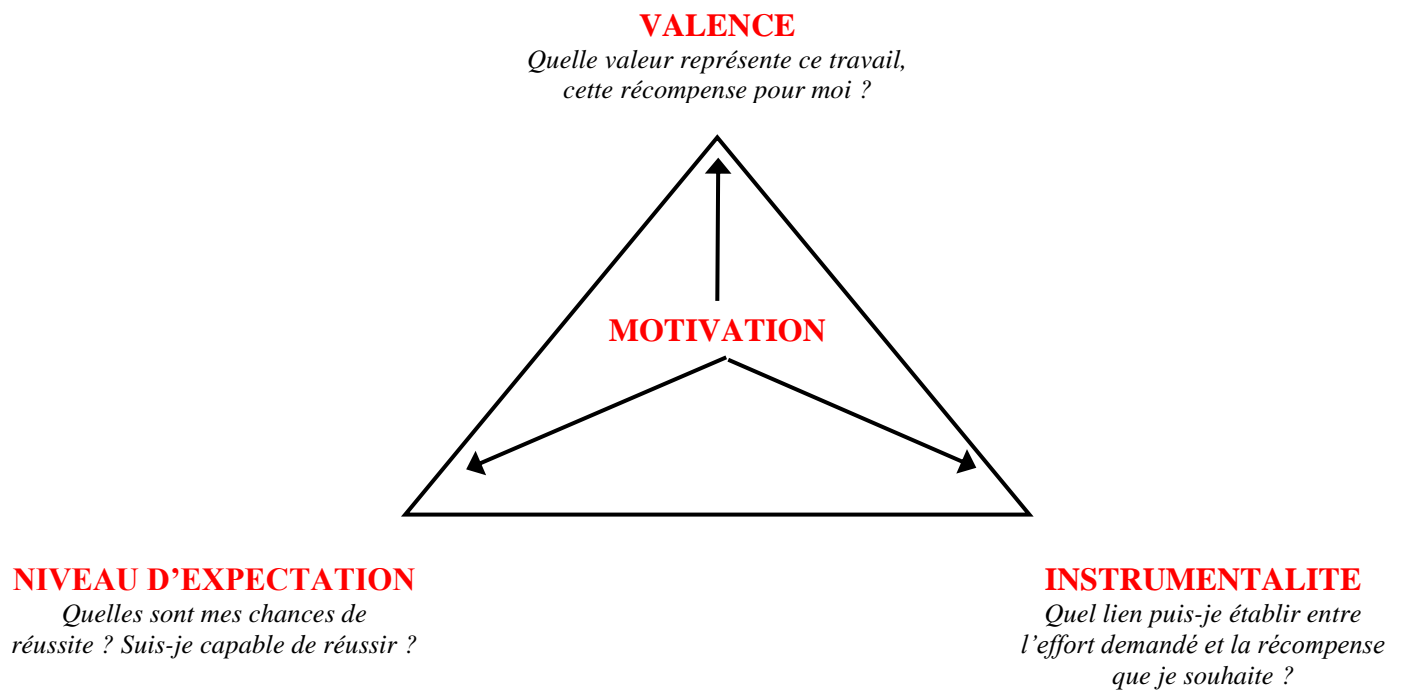 VALENCE
Quelle valeur représente ce travail,
cette récompense pour moi ?
MOTIVATION
NIVEAU D’EXPECTATION
Quelles sont mes chances de
réussite ? Suis-je capable de réussir ?
INSTRUMENTALITE
Quel lien puis-je établir entre
l’effort demandé et la récompense
que je souhaite ?